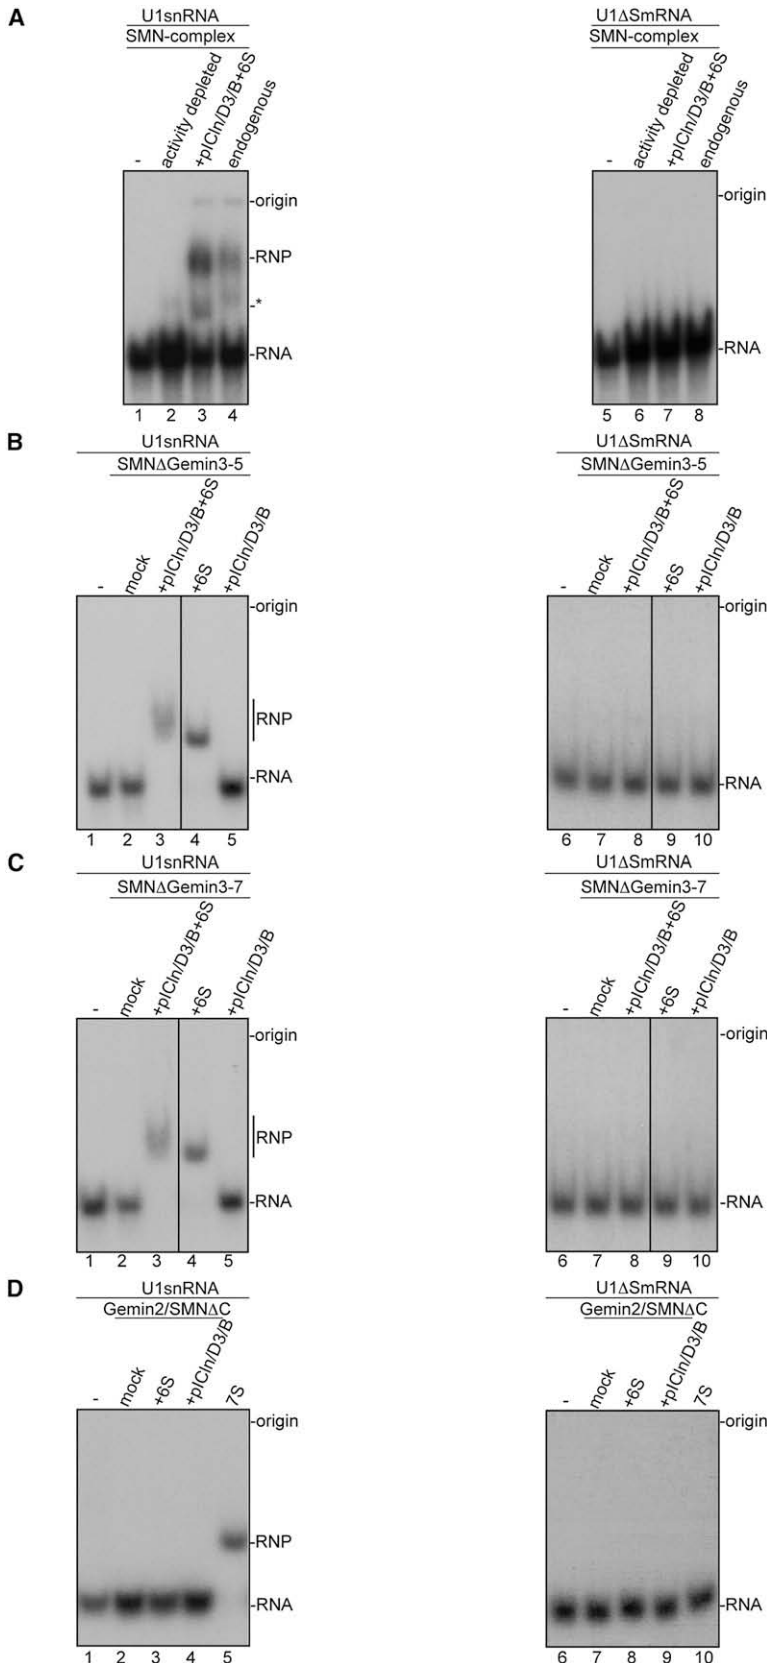 A
U1snRNA
SMN-complex
-
activity depleted
+pICln/D3/B+6S
endogenous
-origin
-RNP
-*
-RNA
1 2 3 4
U1ΔSmRNA
SMN-complex
-
activity depleted
+pICln/D3/B+6S
endogenous
-origin
-RNA
5 6 7 8
B
U1snRNA
SMNΔGemin3-5
-
mock
+pICln/D3/B+6S
+6S
+pICln/D3/B
-origin
RNP
-RNA
1 2 3 4 5
U1ΔSmRNA
SMNΔGemin3-5
-
mock
+pICln/D3/B+6S
+6S
+pICln/D3/B
-origin
-RNA
6 7 8 9 10
C
U1snRNA
SMNΔGemin3-7
-
mock
+pICln/D3/B+6S
+6S
+pICln/D3/B
-origin
RNP
-RNA
1 2 3 4 5
U1ΔSmRNA
SMNΔGemin3-7
-
mock
+pICln/D3/B+6S
+6S
+pICln/D3/B
-origin
-RNA
6 7 8 9 10
D
U1snRNA
Gemin2/SMNΔC
-
mock
+6S
+pICln/D3/B
7S
-origin
-RNP
-RNA
1 2 3 4 5
U1ΔSmRNA
Gemin2/SMNΔC
-
mock
+6S
+pICln/D3/B
7S
-origin
-RNA
6 7 8 9 10